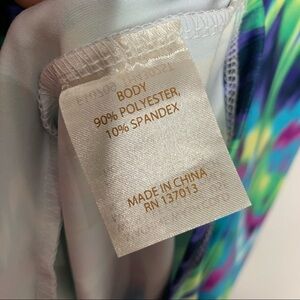 BODY
90% POLYESTER,
10% SPANDEX
MADE IN CHINA
RN 137013